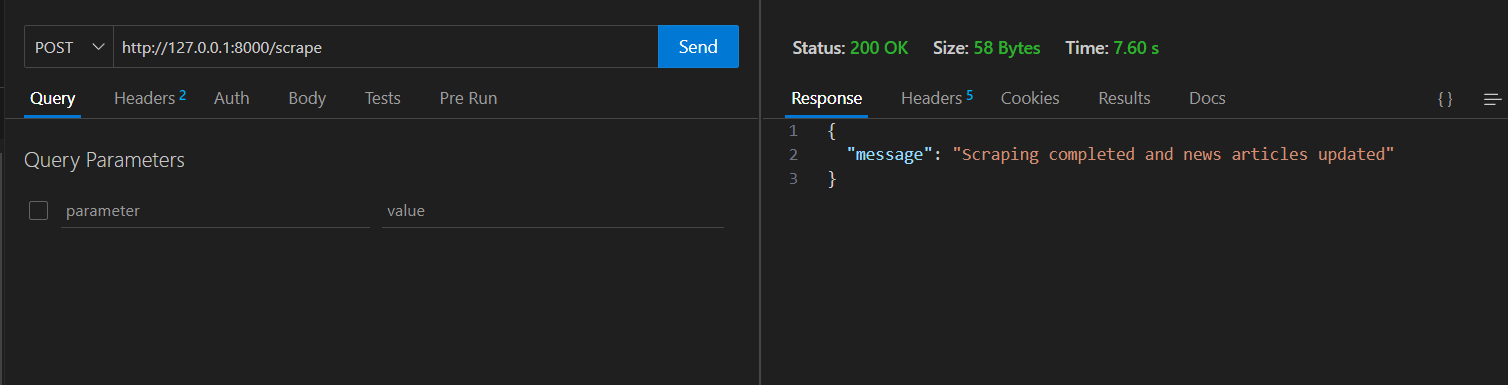 POST http://127.0.0.1:8000/scrape Send
Query Headers 2 Auth Body Tests Pre Run
Query Parameters
parameter value
Status: 200 OK Size: 58 Bytes Time: 7.60 s
Response Headers 5 Cookies Results Docs { }
1 {
2 "message": "Scraping completed and news articles updated"
3 }